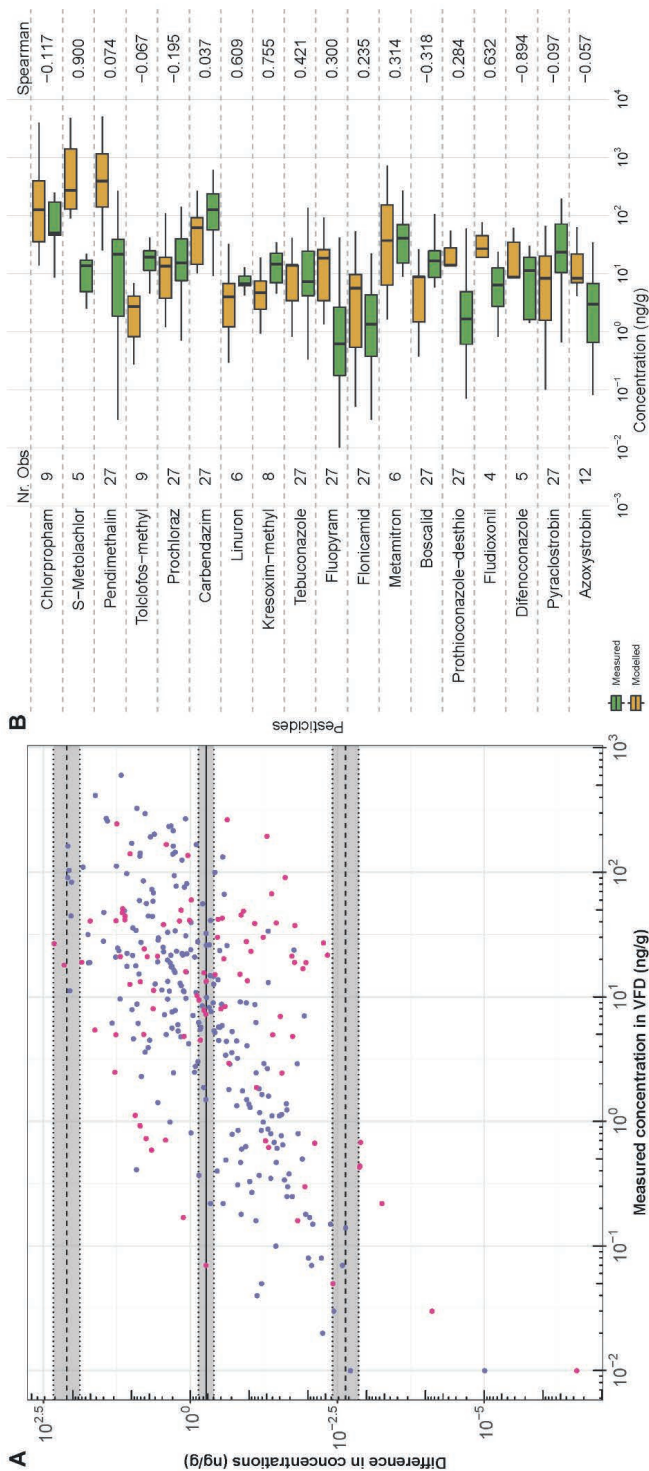 A
Difference in concentrations (ng/g)
10^2.5
10^0
10^-2.5
10^-5
10^-2
10^-1
10^0
10^1
10^2
10^3
Measured concentration in VFD (ng/g)
B
Pesticides
Nr. Obs
Spearman
Chlorpropham 9 −0.117
S−Metolachlor 5 0.900
Pendimethalin 27 0.074
Tolclofos−methyl 9 −0.067
Prochloraz 27 −0.195
Carbendazim 27 0.037
Linuron 6 0.609
Kresoxim−methyl 8 0.755
Tebuconazole 27 0.421
Fluopyram 27 0.300
Flonicamid 27 0.235
Metamitron 6 0.314
Boscalid 27 −0.318
Prothioconazole−desthio 27 0.284
Fludioxonil 4 0.632
Difenoconazole 5 −0.894
Pyraclostrobin 27 −0.097
Azoxystrobin 12 −0.057
10^−3
10^−2
10^−1
10^0
10^1
10^2
10^3
10^4
Concentration (ng/g)
Measured
Modelled